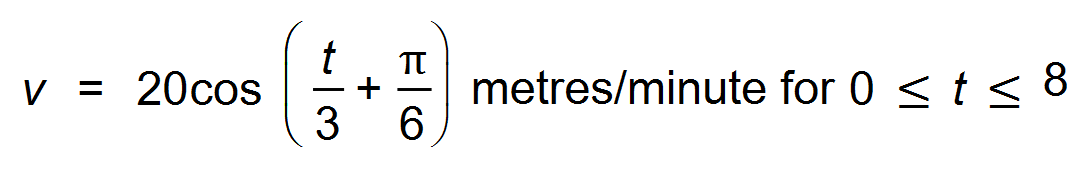 v = 20cos (t/3 + π/6) metres/minute for 0 ≤ t ≤ 8